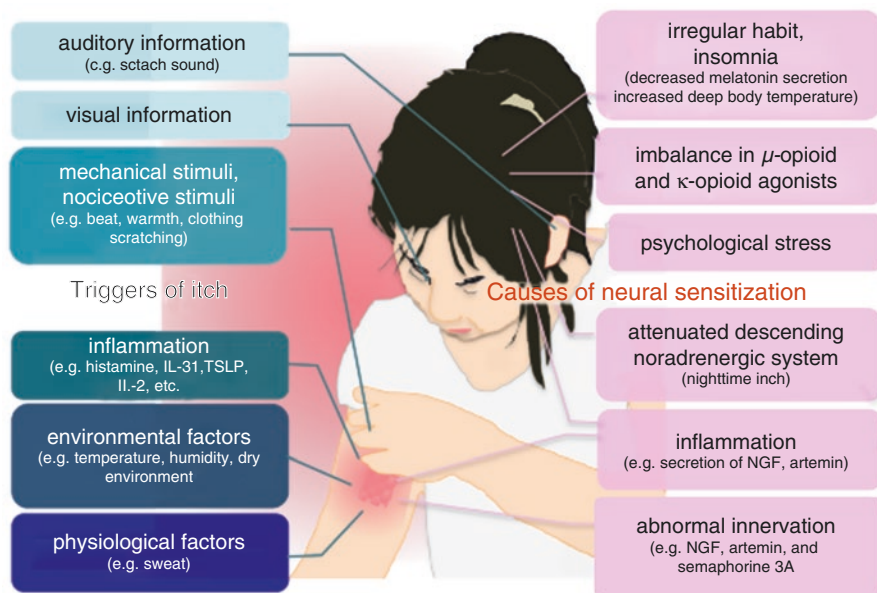 auditory information
(c.g. sctach sound)
visual information
mechanical stimuli,
nociceotive stimuli
(e.g. beat, warmth, clothing
scratching)
Triggers of itch
inflammation
(e.g. histamine, IL-31,TSLP,
II.-2, etc.
environmental factors
(e.g. temperature, humidity, dry
environment
physiological factors
(e.g. sweat)
irregular habit,
insomnia
(decreased melatonin secretion
increased deep body temperature)
imbalance in μ-opioid
and κ-opioid agonists
psychological stress
Causes of neural sensitization
attenuated descending
noradrenergic system
(nighttime inch)
inflammation
(e.g. secretion of NGF, artemin)
abnormal innervation
(e.g. NGF, artemin, and
semaphorine 3A